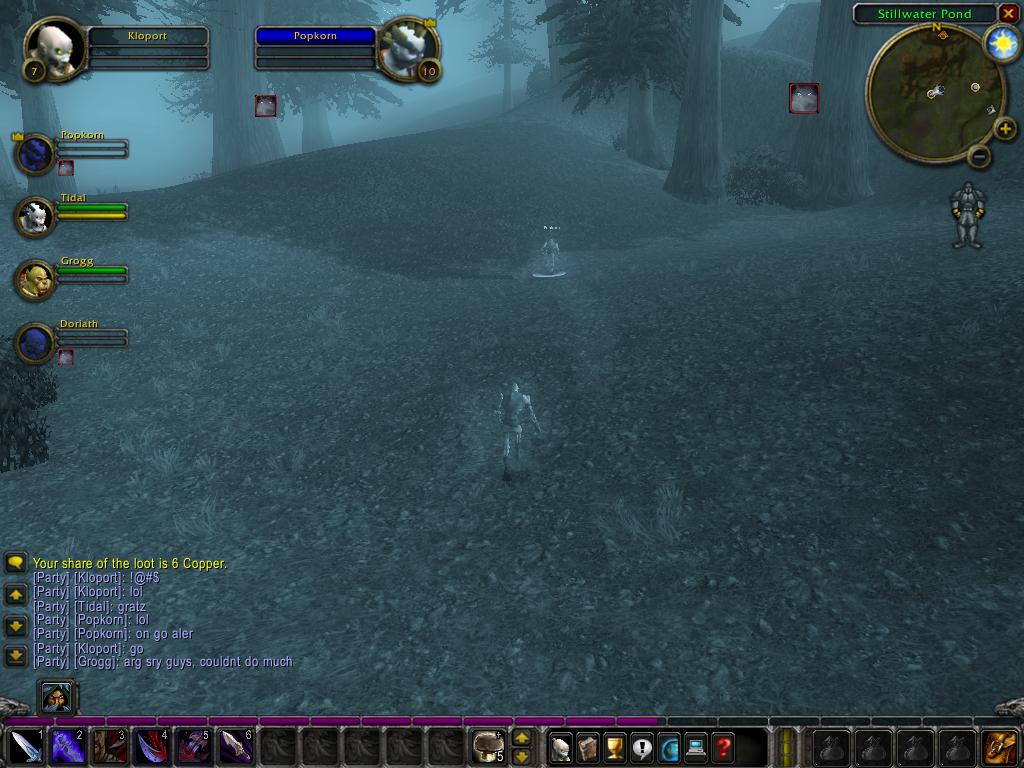 Kloport
7
Popkorn
10
Stillwater Pond
N
Popkorn
Tidal
Grogg
Doriath
Popkorn
Your share of the loot is 6 Copper.
[Party] [Kloport]: !@#$
[Party] [Kloport]: lol
[Party] [Tidal]: gratz
[Party] [Popkorn]: lol
[Party] [Popkorn]: on go aler
[Party] [Kloport]: go
[Party] [Grogg]: arg sry guys, couldnt do much
1 2 3 4 5 6 5